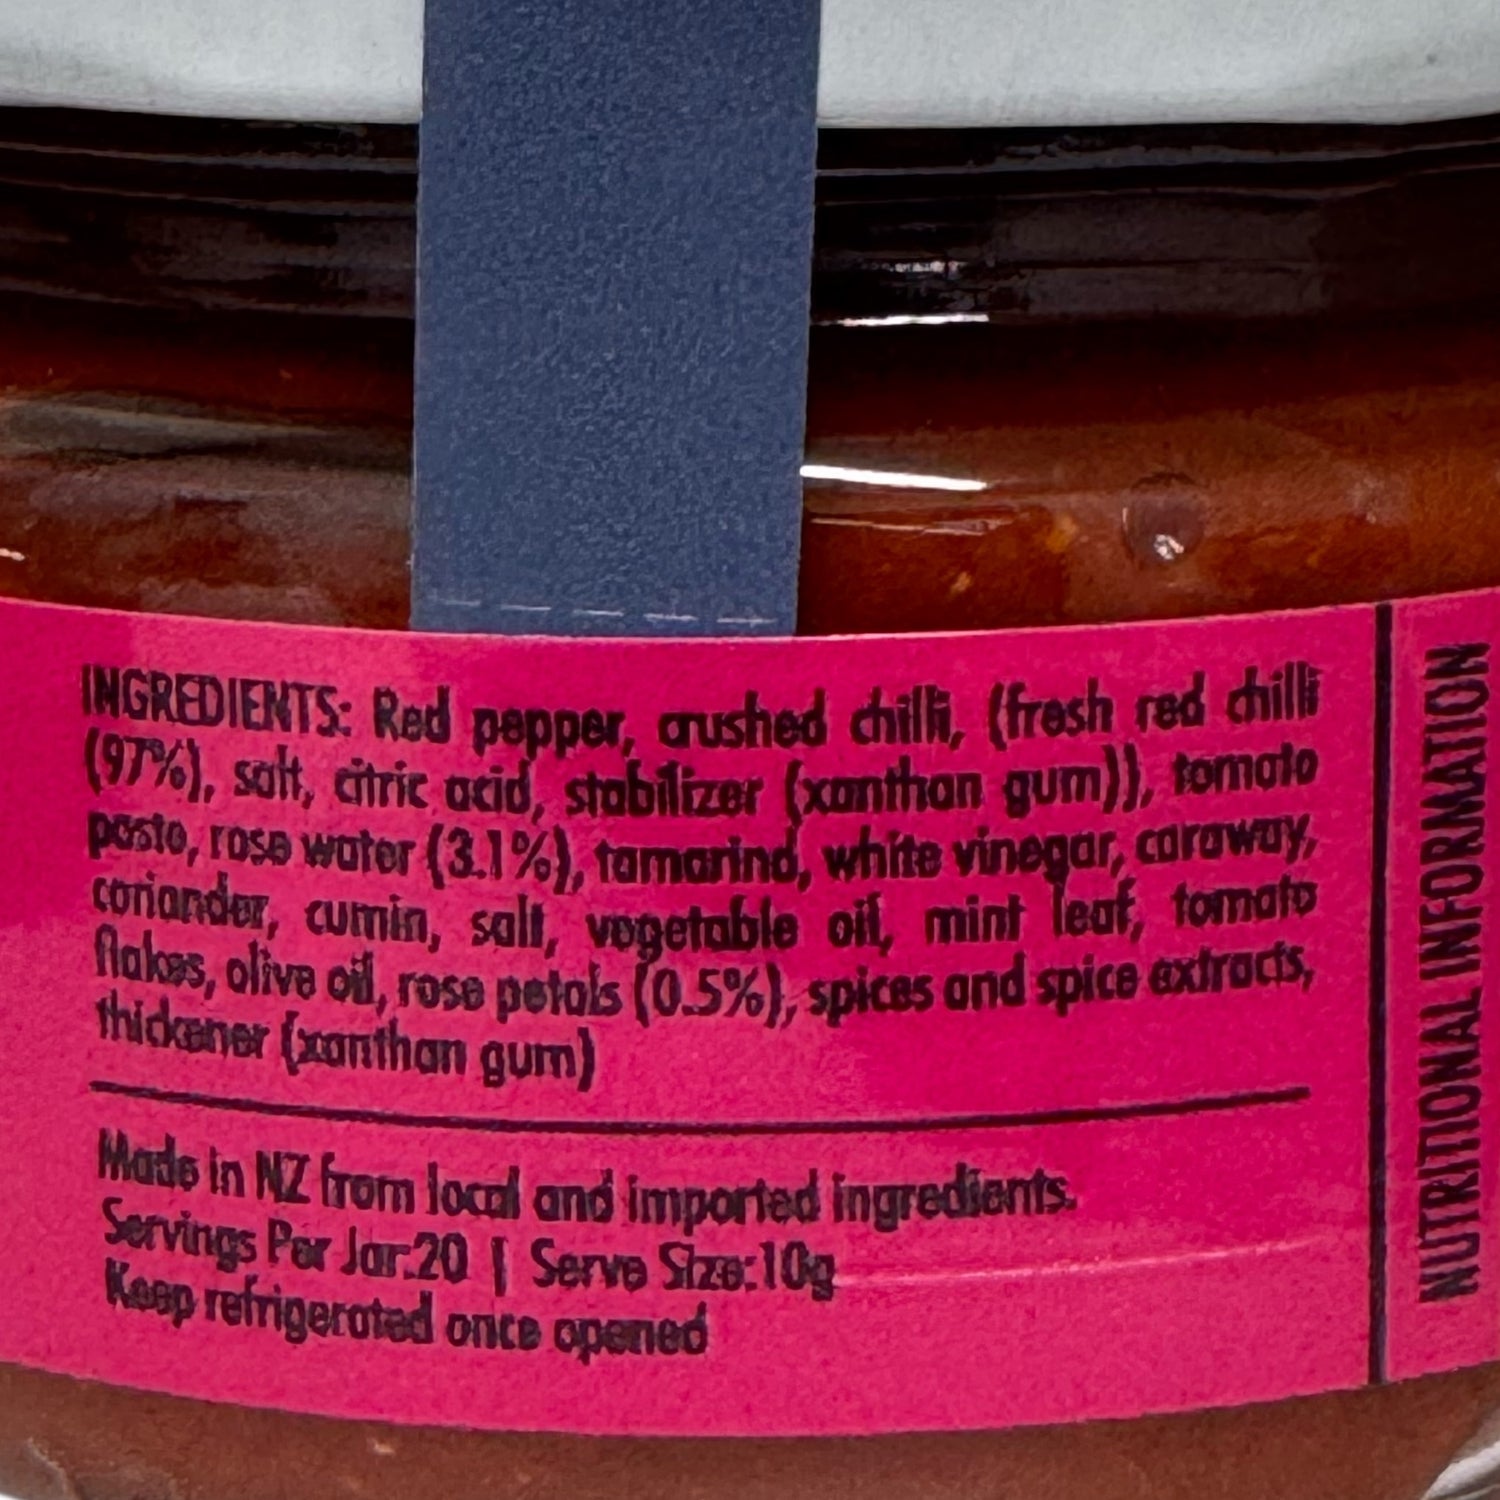 INGREDIENTS: Red pepper, crushed chilli, (fresh red chilli
(97%), salt, citric acid, stabilizer (xanthan gum)), tomato
paste, rose water (3.1%), tamarind, white vinegar, caraway,
coriander, cumin, salt, vegetable oil, mint leaf, tomato
flakes, olive oil, rose petals (0.5%), spices and spice extracts,
thickener (xanthan gum)
Made in NZ from local and imported ingredients.
Servings Per Jar:20 | Serve Size:10g
Keep refrigerated once opened
NUTRITIONAL INFORMATION